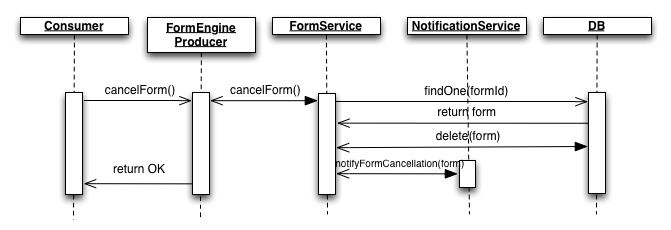 Consumer
FormEngine
Producer
FormService
NotificationService
DB
cancelForm()
cancelForm()
findOne(formId)
return form
delete(form)
notifyFormCancellation(form)
return OK